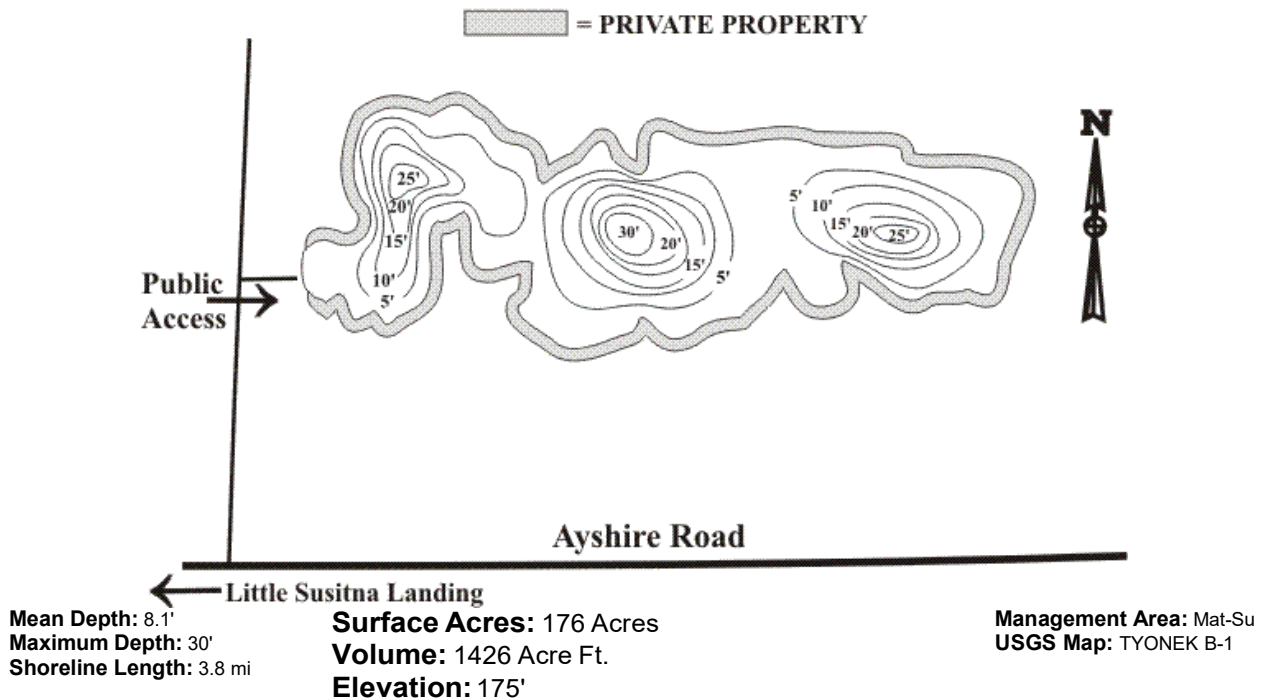 = PRIVATE PROPERTY
N
25'
20'
15'
10'
5'
30'
20'
15'
5'
5'
10'
15'
20'
25'
Public
Access
Ayshire Road
Little Susitna Landing
Mean Depth: 8.1'
Maximum Depth: 30'
Shoreline Length: 3.8 mi
Surface Acres: 176 Acres
Volume: 1426 Acre Ft.
Elevation: 175'
Management Area: Mat-Su
USGS Map: TYONEK B-1